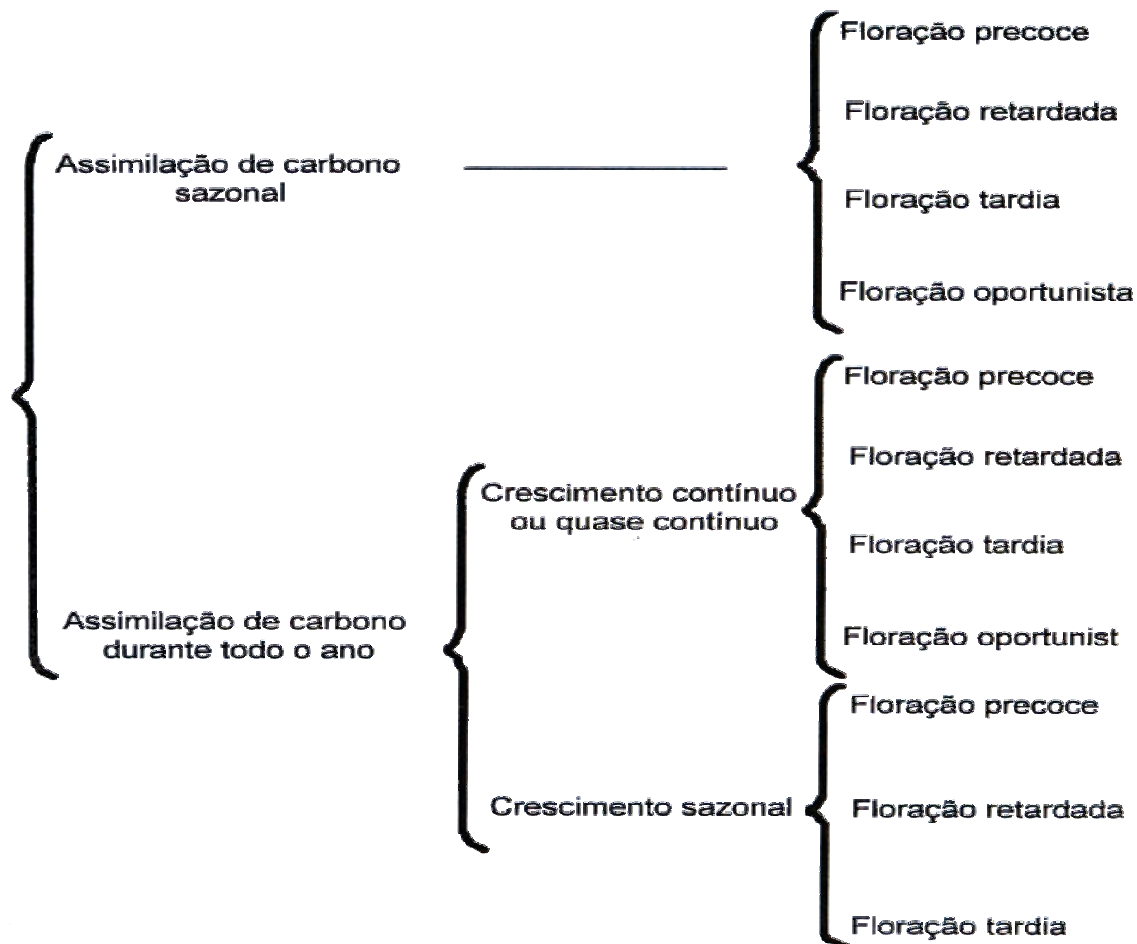 Floração precoce
Floração retardada
Assimilação de carbono
sazonal
Floração tardia
Floração oportunista
Floração precoce
Floração retardada
Crescimento contínuo
ou quase contínuo
Floração tardia
Assimilação de carbono
durante todo o ano
Floração oportunist
Floração precoce
Crescimento sazonal
Floração retardada
Floração tardia